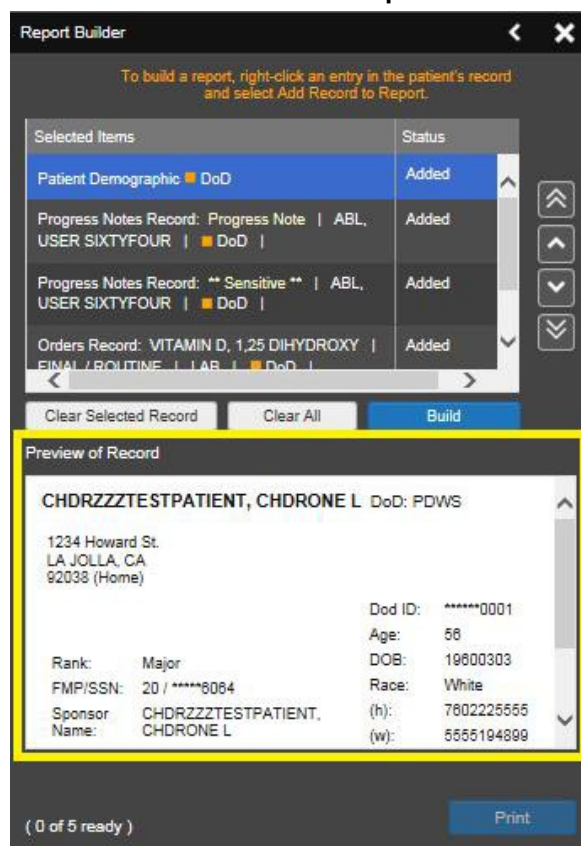 Report Builder
To build a report, right-click an entry in the patient's record
and select Add Record to Report.
Selected Items Status
Patient Demographic DoD Added
Progress Notes Record: Progress Note | ABL, Added
USER SIXTYFOUR | DoD |
Progress Notes Record: ** Sensitive ** | ABL, Added
USER SIXTYFOUR | DoD |
Orders Record: VITAMIN D, 1,25 DIHYDROXY | Added
FINAL / ROUTINE | LAB | DoD |
Clear Selected Record Clear All Build
Preview of Record
CHDRZZZTESTPATIENT, CHDRONE L DoD: PDWS
1234 Howard St.
LA JOLLA, CA
92038 (Home)
Dod ID: ******0001
Age: 56
Rank: Major DOB: 19600303
FMP/SSN: 20 / *****6064 Race: White
Sponsor CHDRZZZTESTPATIENT, (h): 7602225555
Name: CHDRONE L (w): 5555194899
( 0 of 5 ready ) Print